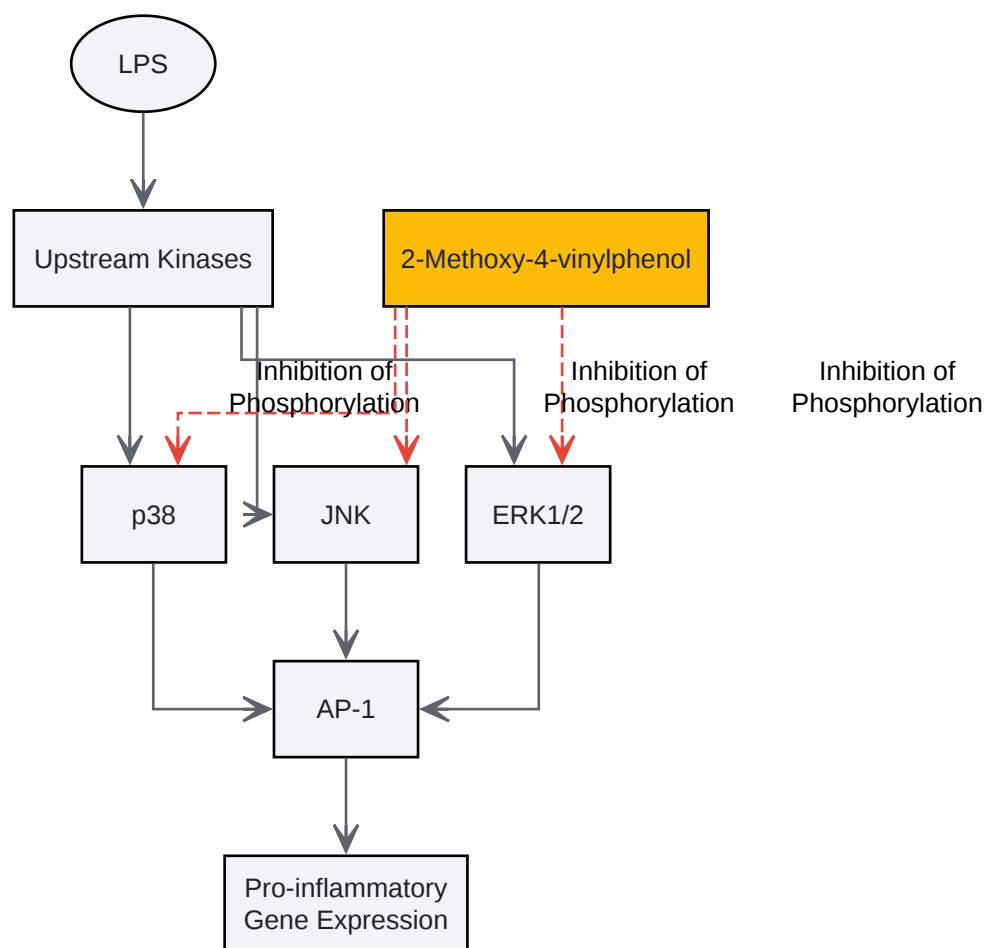 LPS
Upstream Kinases
2-Methoxy-4-vinylphenol
Inhibition of
Phosphorylation
Inhibition of
Phosphorylation
Inhibition of
Phosphorylation
p38
JNK
ERK1/2
AP-1
Pro-inflammatory
Gene Expression